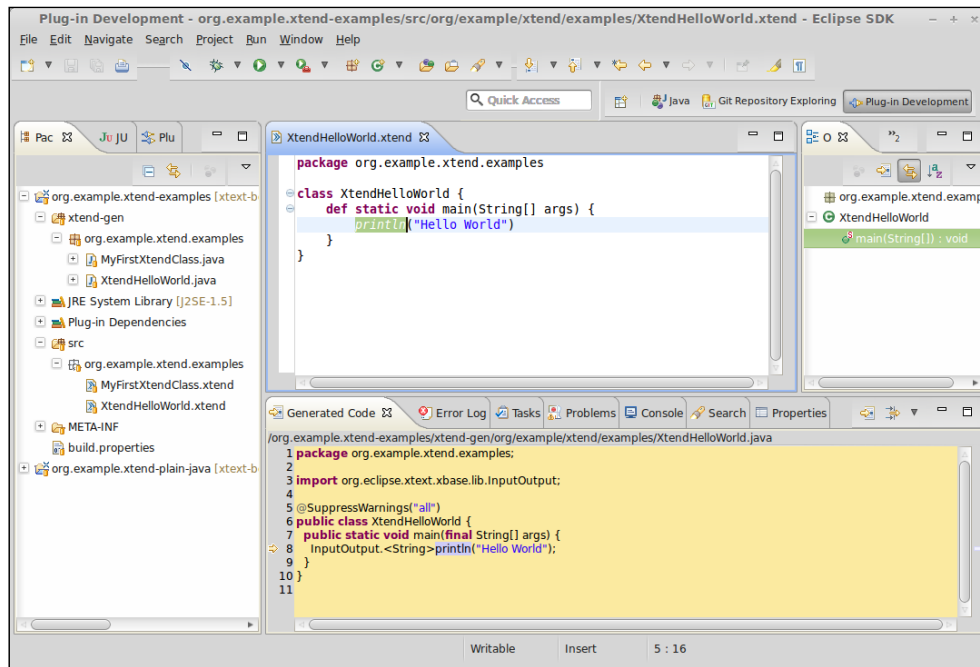 Plug-in Development - org.example.xtend-examples/src/org/example/xtend/examples/XtendHelloWorld.xtend - Eclipse SDK
File Edit Navigate Search Project Run Window Help
Quick Access
Java
Git Repository Exploring
Plug-in Development
Pac
JU
Plu
org.example.xtend-examples [xtext-b
xtend-gen
org.example.xtend.examples
MyFirstXtendClass.java
XtendHelloWorld.java
JRE System Library [J2SE-1.5]
Plug-in Dependencies
src
org.example.xtend.examples
MyFirstXtendClass.xtend
XtendHelloWorld.xtend
META-INF
build.properties
org.example.xtend-plain-java [xtext-b
XtendHelloWorld.xtend
package org.example.xtend.examples
class XtendHelloWorld {
def static void main(String[] args) {
println("Hello World")
}
}
O
2
org.example.xtend.examp
XtendHelloWorld
main(String[]) : void
Generated Code
Error Log
Tasks
Problems
Console
Search
Properties
/org.example.xtend-examples/xtend-gen/org/example/xtend/examples/XtendHelloWorld.java
1 package org.example.xtend.examples;
2
3 import org.eclipse.xtext.xbase.lib.InputOutput;
4
5 @SuppressWarnings("all")
6 public class XtendHelloWorld {
7 public static void main(final String[] args) {
8 InputOutput.<String>println("Hello World");
9 }
10 }
11
Writable
Insert
5 : 16